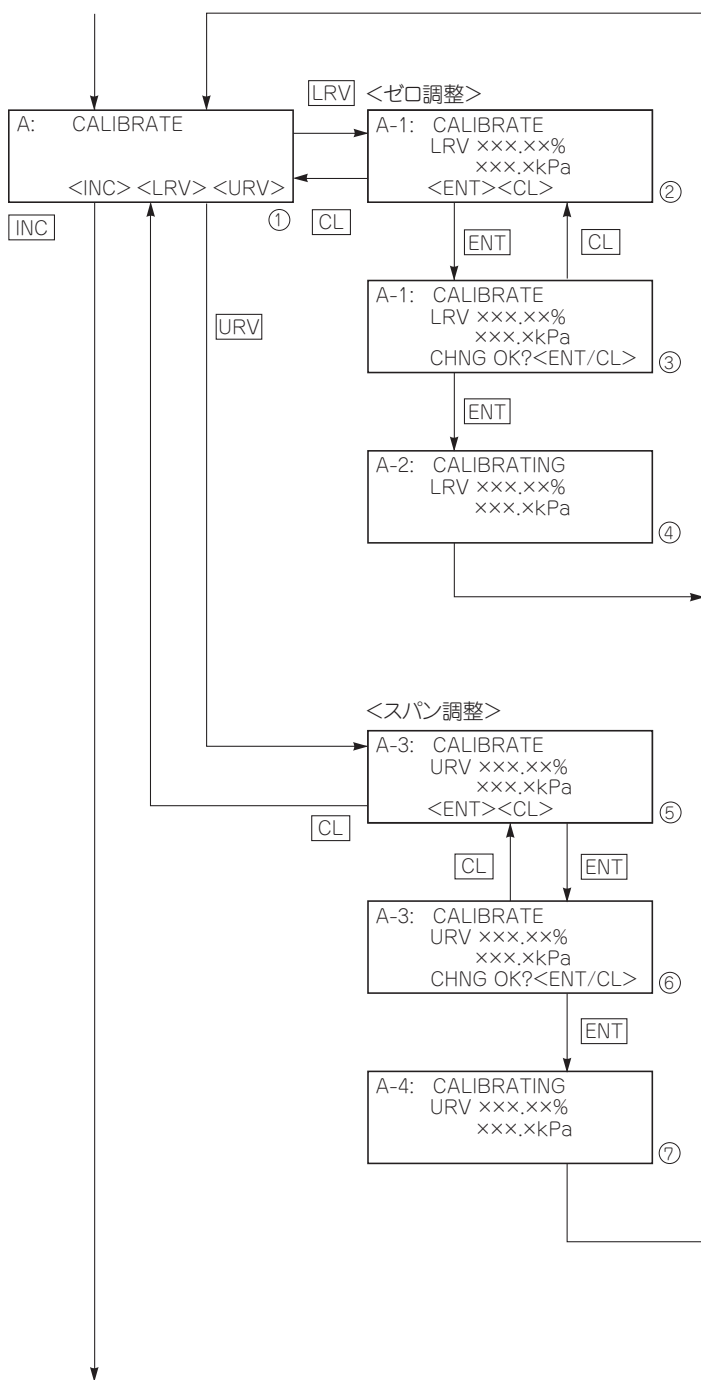 LRV <ゼロ調整>
A: CALIBRATE
<INC> <LRV> <URV>
①
INC
CL
A-1: CALIBRATE
LRV ×××.××%
×××.×kPa
<ENT><CL>
②
ENT
CL
A-1: CALIBRATE
LRV ×××.××%
×××.×kPa
CHNG OK?<ENT/CL>
③
URV
ENT
A-2: CALIBRATING
LRV ×××.××%
×××.×kPa
④
<スパン調整>
A-3: CALIBRATE
URV ×××.××%
×××.×kPa
<ENT><CL>
⑤
CL
CL
ENT
A-3: CALIBRATE
URV ×××.××%
×××.×kPa
CHNG OK?<ENT/CL>
⑥
ENT
A-4: CALIBRATING
URV ×××.××%
×××.×kPa
⑦